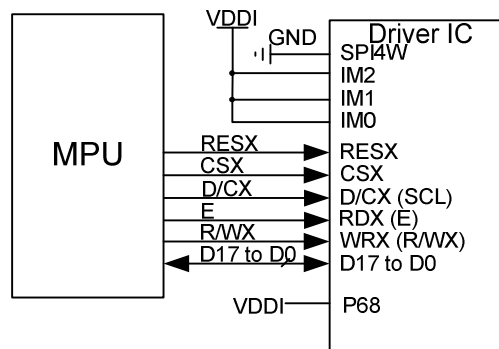 VDDI
GND Driver IC
SPI4W
IM2
IM1
IM0
MPU
RESX RESX
CSX CSX
D/CX D/CX (SCL)
E RDX (E)
R/WX WRX (R/WX)
D17 to D0 D17 to D0
VDDI P68